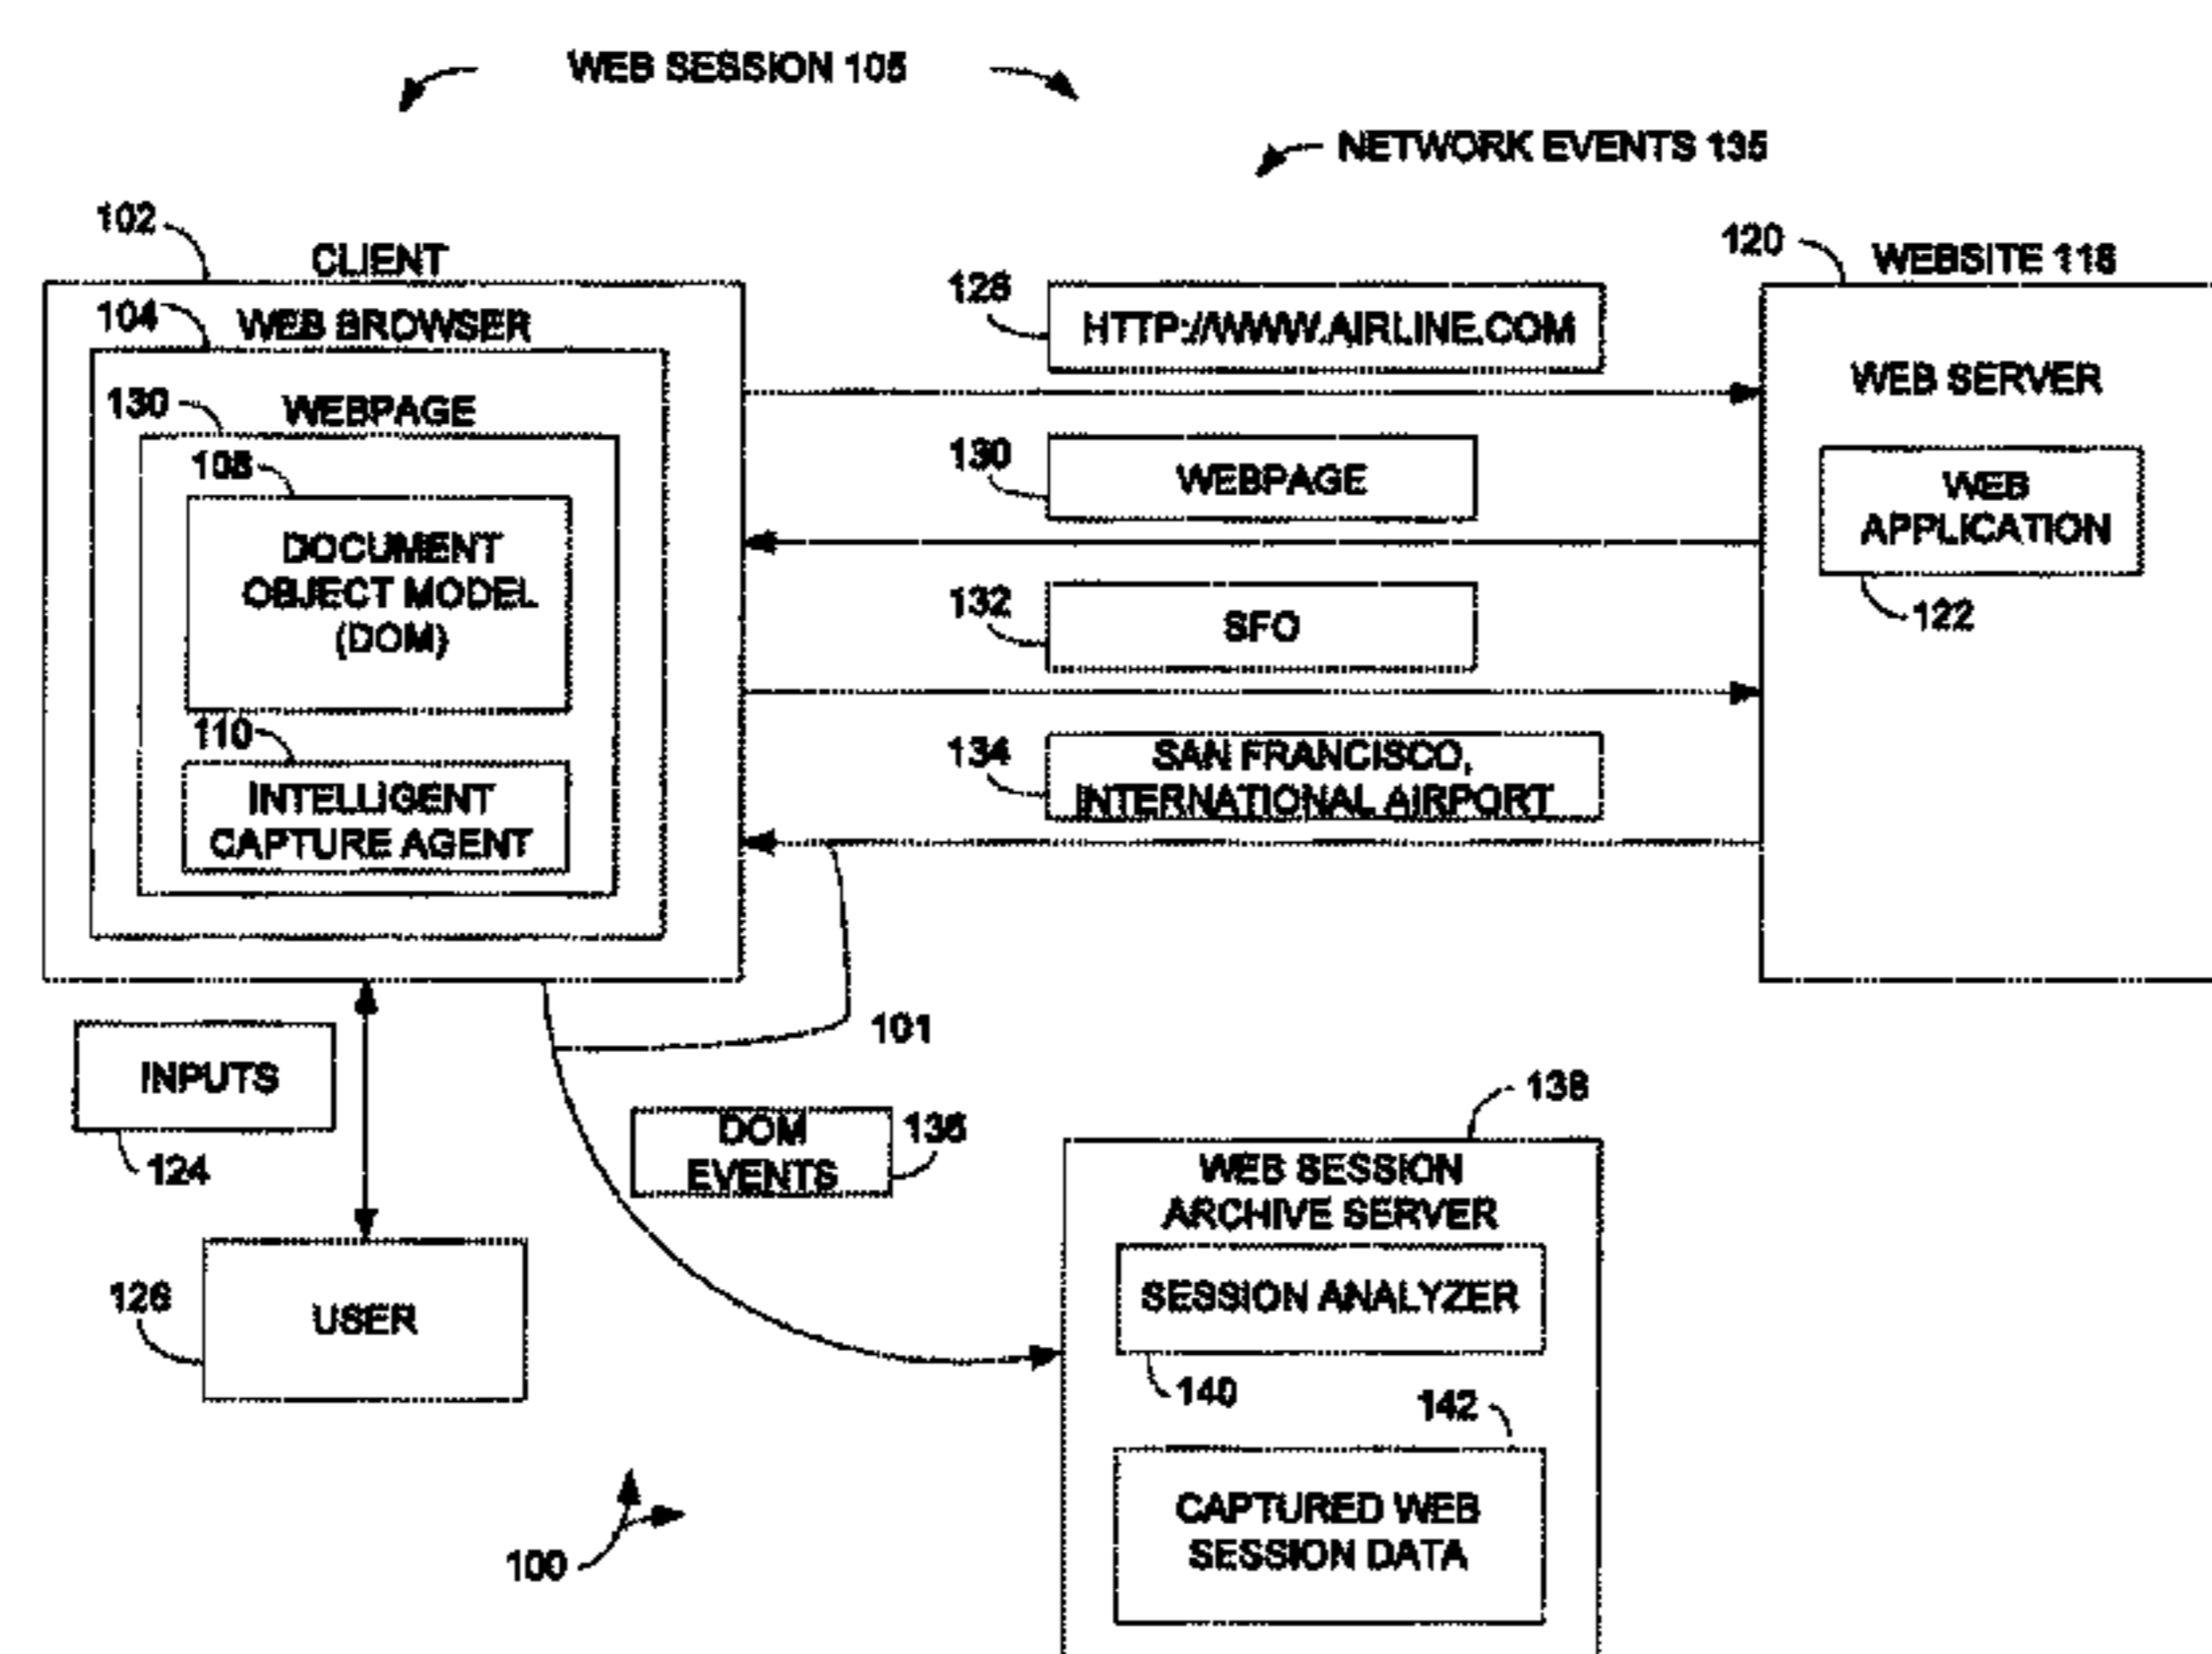 WEB SESSION 105
NETWORK EVENTS 135
102
CLIENT
104
WEB BROWSER
130
WEBPAGE
108
DOCUMENT
OBJECT MODEL
(DOM)
110
INTELLIGENT
CAPTURE AGENT
128
HTTP://WWW.AIRLINE.COM
130
WEBPAGE
132
SFO
134
SAN FRANCISCO,
INTERNATIONAL AIRPORT
120
WEBSITE 118
WEB SERVER
WEB
APPLICATION
122
101
INPUTS
124
126
USER
DOM
EVENTS
136
138
WEB SESSION
ARCHIVE SERVER
SESSION ANALYZER
140
142
CAPTURED WEB
SESSION DATA
100